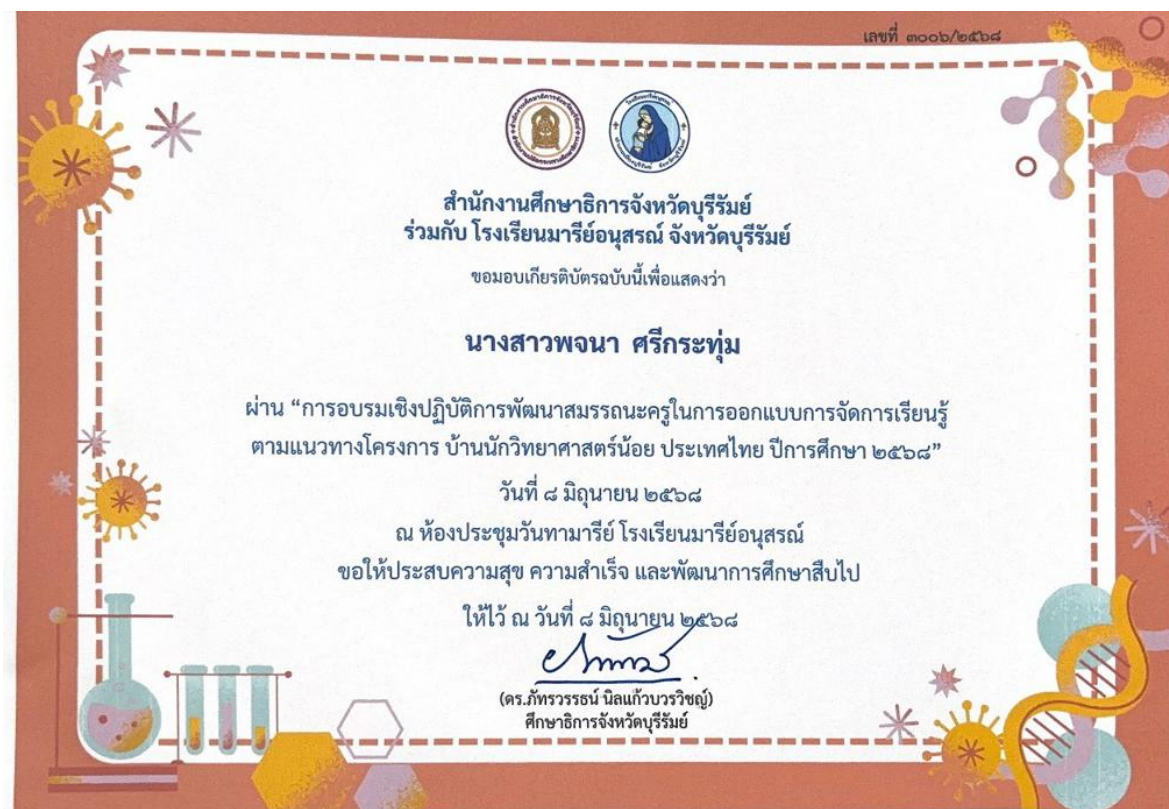 เลขที่ ๓๐๐๖/๒๕๖๘
สำนักงานศึกษาธิการจังหวัดบุรีรัมย์
ร่วมกับ โรงเรียนมารีย์อนุสรณ์ จังหวัดบุรีรัมย์
ขอมอบเกียรติบัตรฉบับนี้เพื่อแสดงว่า
นางสาวพจนา ศรีกระทุ่ม
ผ่าน “การอบรมเชิงปฏิบัติการพัฒนาสมรรถนะครูในการออกแบบการจัดการเรียนรู้
ตามแนวทางโครงการ บ้านนักวิทยาศาสตร์น้อย ประเทศไทย ปีการศึกษา ๒๕๖๘”
วันที่ ๘ มิถุนายน ๒๕๖๘
ณ ห้องประชุมวันทามารีย์ โรงเรียนมารีย์อนุสรณ์
ขอให้ประสบความสุข ความสำเร็จ และพัฒนาการศึกษาสืบไป
ให้ไว้ ณ วันที่ ๘ มิถุนายน ๒๕๖๘
(ดร.ภัทรวรรธน์ นิลแก้วบวรวิชญ์)
ศึกษาธิการจังหวัดบุรีรัมย์